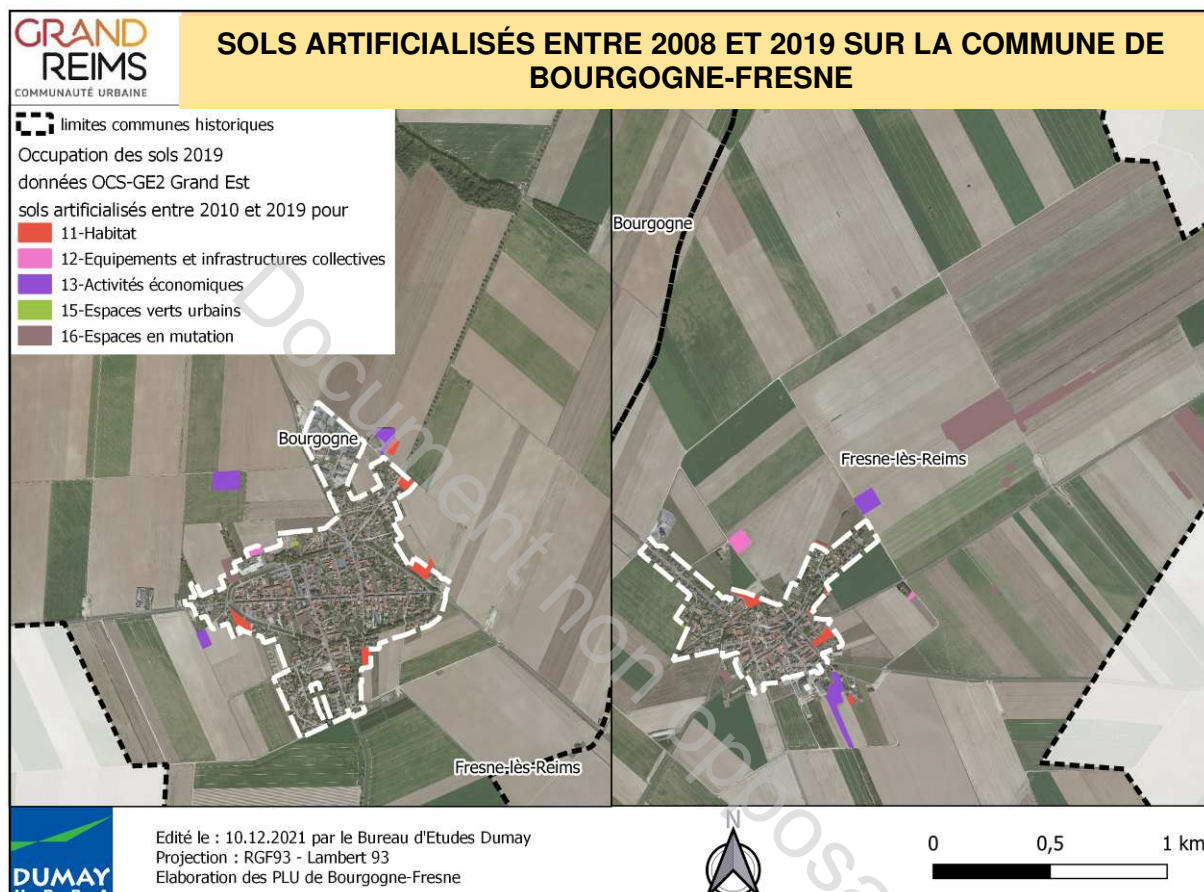 GRAND
REIMS
COMMUNAUTÉ URBAINE
SOLS ARTIFICIALISÉS ENTRE 2008 ET 2019 SUR LA COMMUNE DE
BOURGOGNE-FRESNE
limites communes historiques
Occupation des sols 2019
données OCS-GE2 Grand Est
sols artificialisés entre 2010 et 2019 pour
11-Habitat
12-Equipements et infrastructures collectives
13-Activités économiques
15-Espaces verts urbains
16-Espaces en mutation
Bourgogne
Bourgogne
Fresne-lès-Reims
Fresne-lès-Reims
Document non opposa
DUMAY
Edité le : 10.12.2021 par le Bureau d'Etudes Dumay
Projection : RGF93 - Lambert 93
Elaboration des PLU de Bourgogne-Fresne
N
0 0,5 1 km